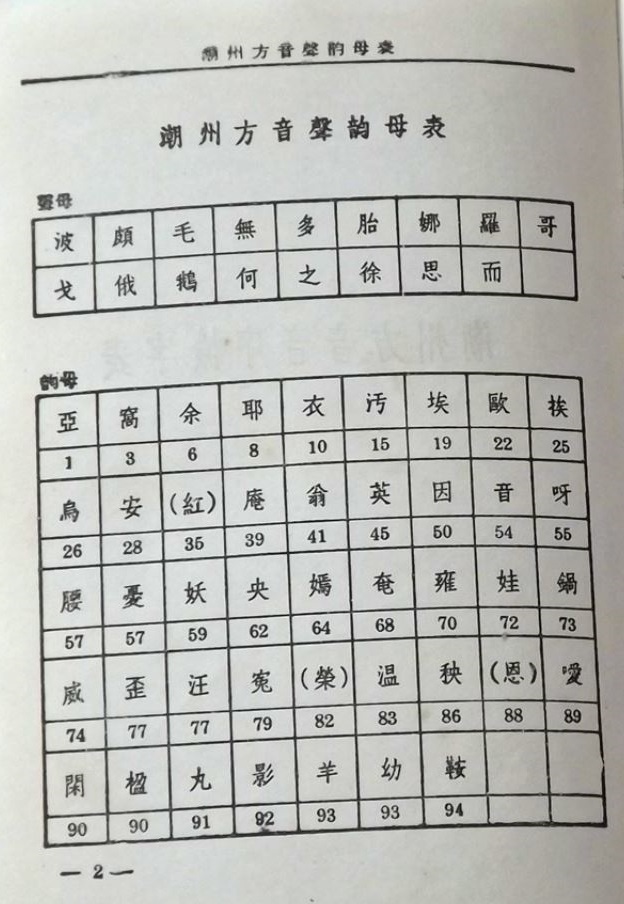 潮州方音聲韵母表
潮州方音聲韵母表
聲母
波 頗 毛 無 多 胎 娜 羅 哥
戈 俄 鵝 何 之 徐 思 而
韵母
亞 窩 余 耶 衣 汚 埃 歐 挨
1 3 6 8 10 15 19 22 25
烏 安 (紅) 庵 翁 英 因 音 呀
26 28 35 39 41 45 50 54 55
腰 憂 妖 央 嫣 奄 雍 娃 鍋
57 57 59 62 64 68 70 72 73
威 歪 汪 寃 (榮) 温 秧 (恩) 噯
74 77 77 79 82 83 86 88 89
閑 楹 丸 影 羊 幼 鞍
90 90 91 92 93 93 94
— 2 —